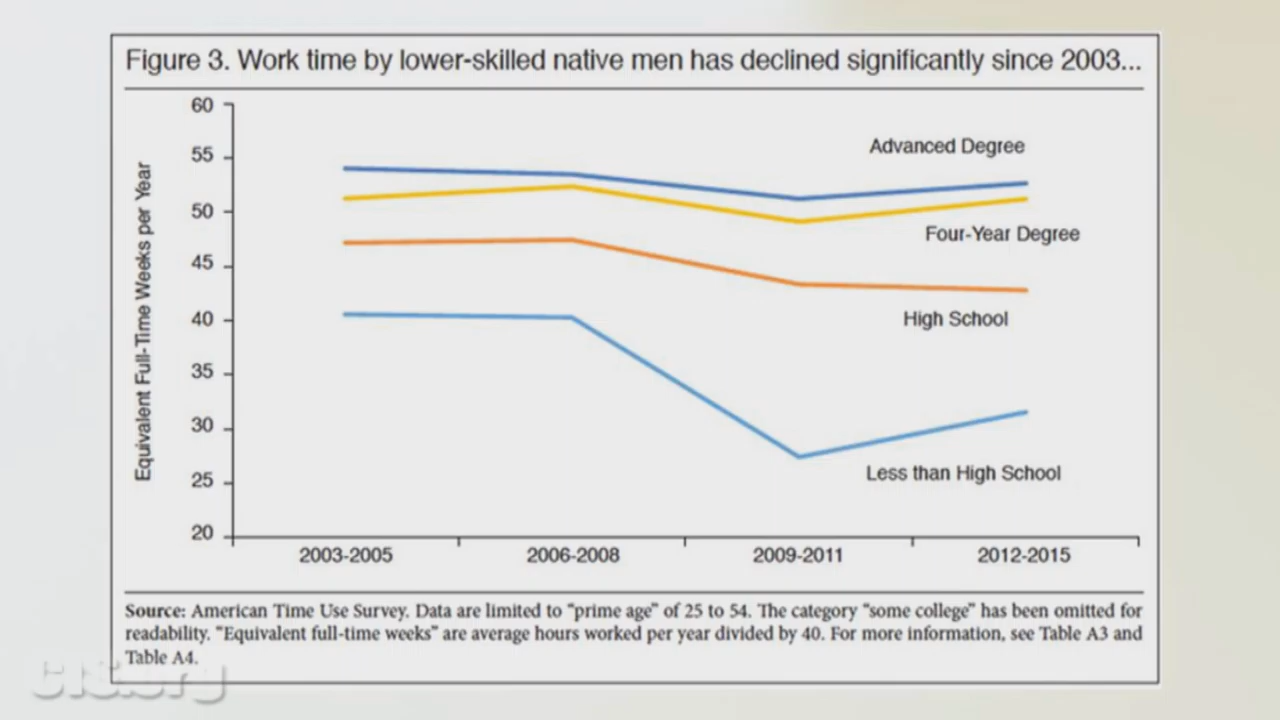 Figure 3. Work time by lower-skilled native men has declined significantly since 2003...
60
55
50
45
40
35
30
25
20
Equivalent Full-Time Weeks per Year
Advanced Degree
Four-Year Degree
High School
Less than High School
2003-2005 2006-2008 2009-2011 2012-2015
Source: American Time Use Survey. Data are limited to “prime age” of 25 to 54. The category “some college” has been omitted for
readability. “Equivalent full-time weeks” are average hours worked per year divided by 40. For more information, see Table A3 and
Table A4.
CIS.org